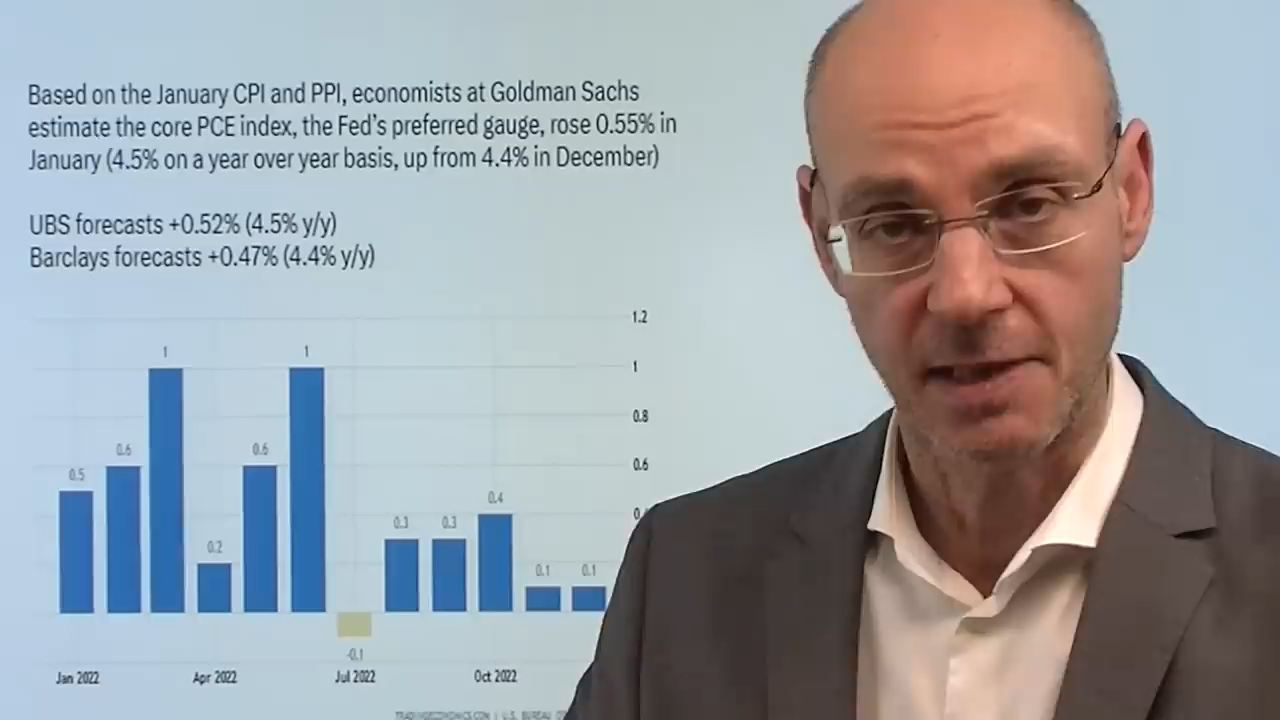 Based on the January CPI and PPI, economists at Goldman Sachs
estimate the core PCE index, the Fed's preferred gauge, rose 0.55% in
January (4.5% on a year over year basis, up from 4.4% in December)
UBS forecasts +0.52% (4.5% y/y)
Barclays forecasts +0.47% (4.4% y/y)
1.2
1
1
1
0.8
0.6
0.6
0.6
0.5
0.4
0.3
0.3
0.2
0.1
0.1
-0.1
Jan 2022
Apr 2022
Jul 2022
Oct 2022
TRADINGECONOMICS.COM | U.S. BUREAU